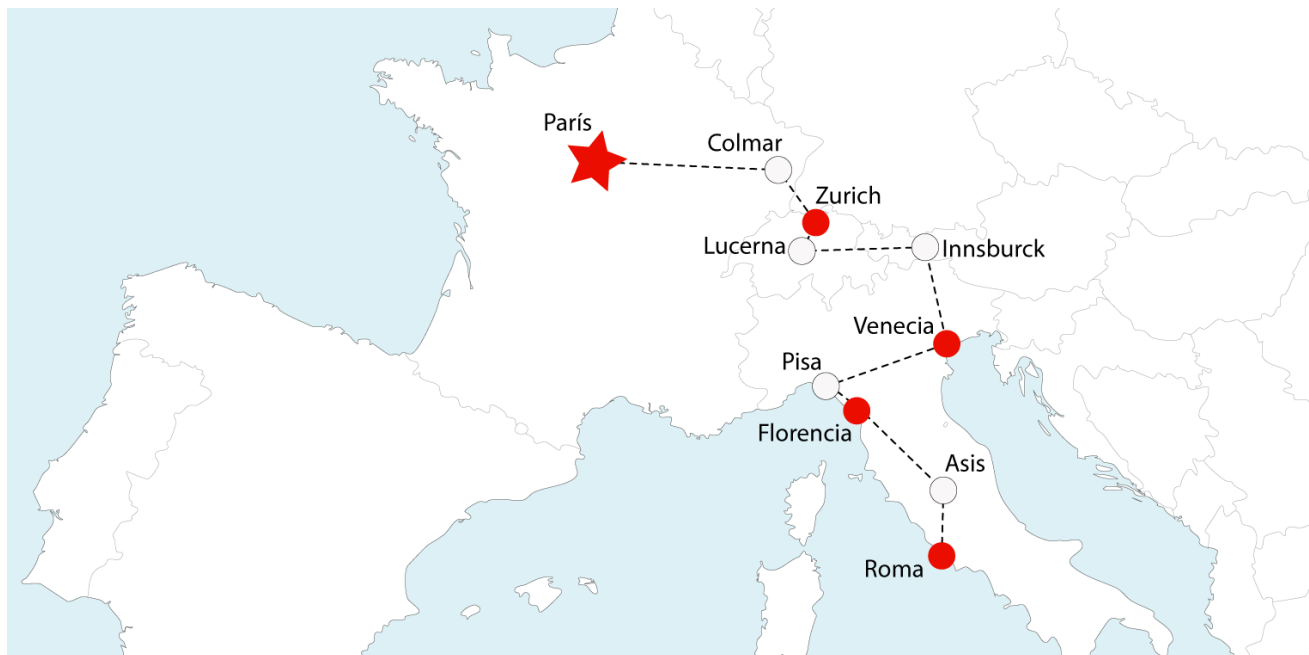 París
Colmar
Zurich
Lucerna
Innsburck
Venecia
Pisa
Florencia
Asis
Roma